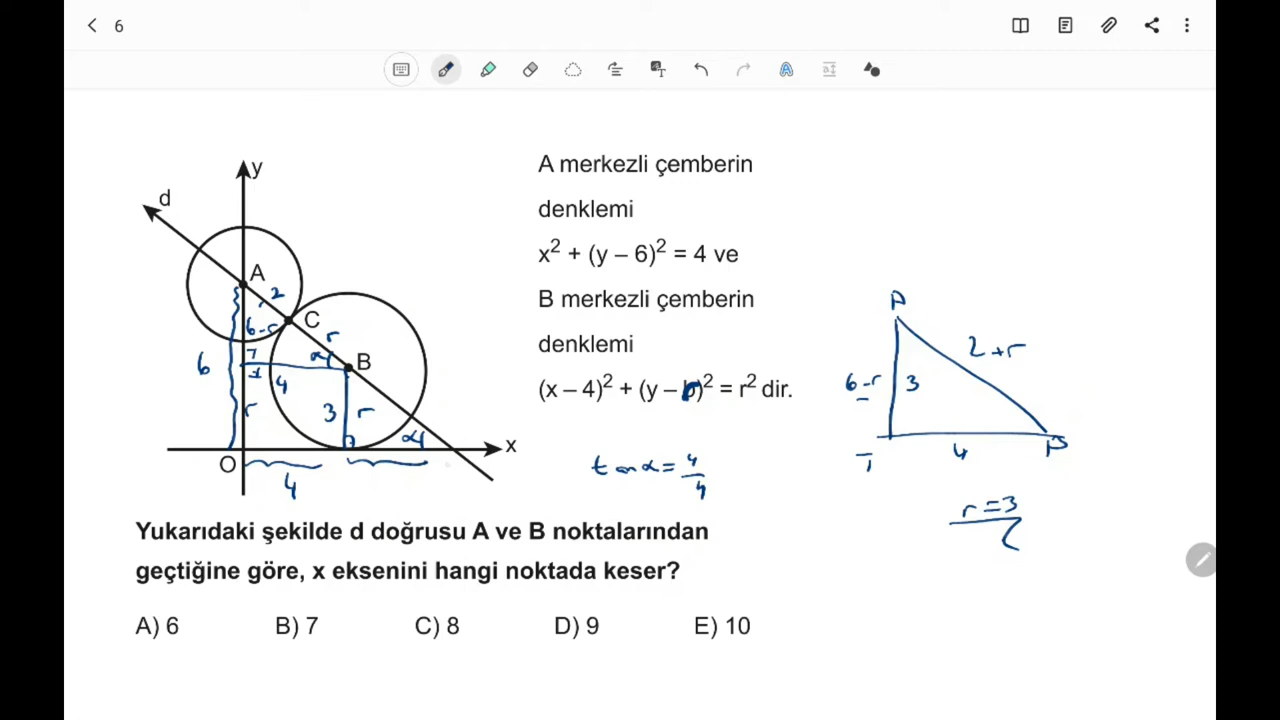 6
y
d
A
2
C
6-r
r
α
B
6
4
3 r
r
α
x
O
4
A merkezli çemberin
denklemi
x² + (y – 6)² = 4 ve
B merkezli çemberin
denklemi
(x – 4)² + (y – r)² = r² dir.
tan α = 4/4
A
2+r
6-r 3
4
r = 3
Yukarıdaki şekilde d doğrusu A ve B noktalarından
geçtiğine göre, x eksenini hangi noktada keser?
A) 6 B) 7 C) 8 D) 9 E) 10